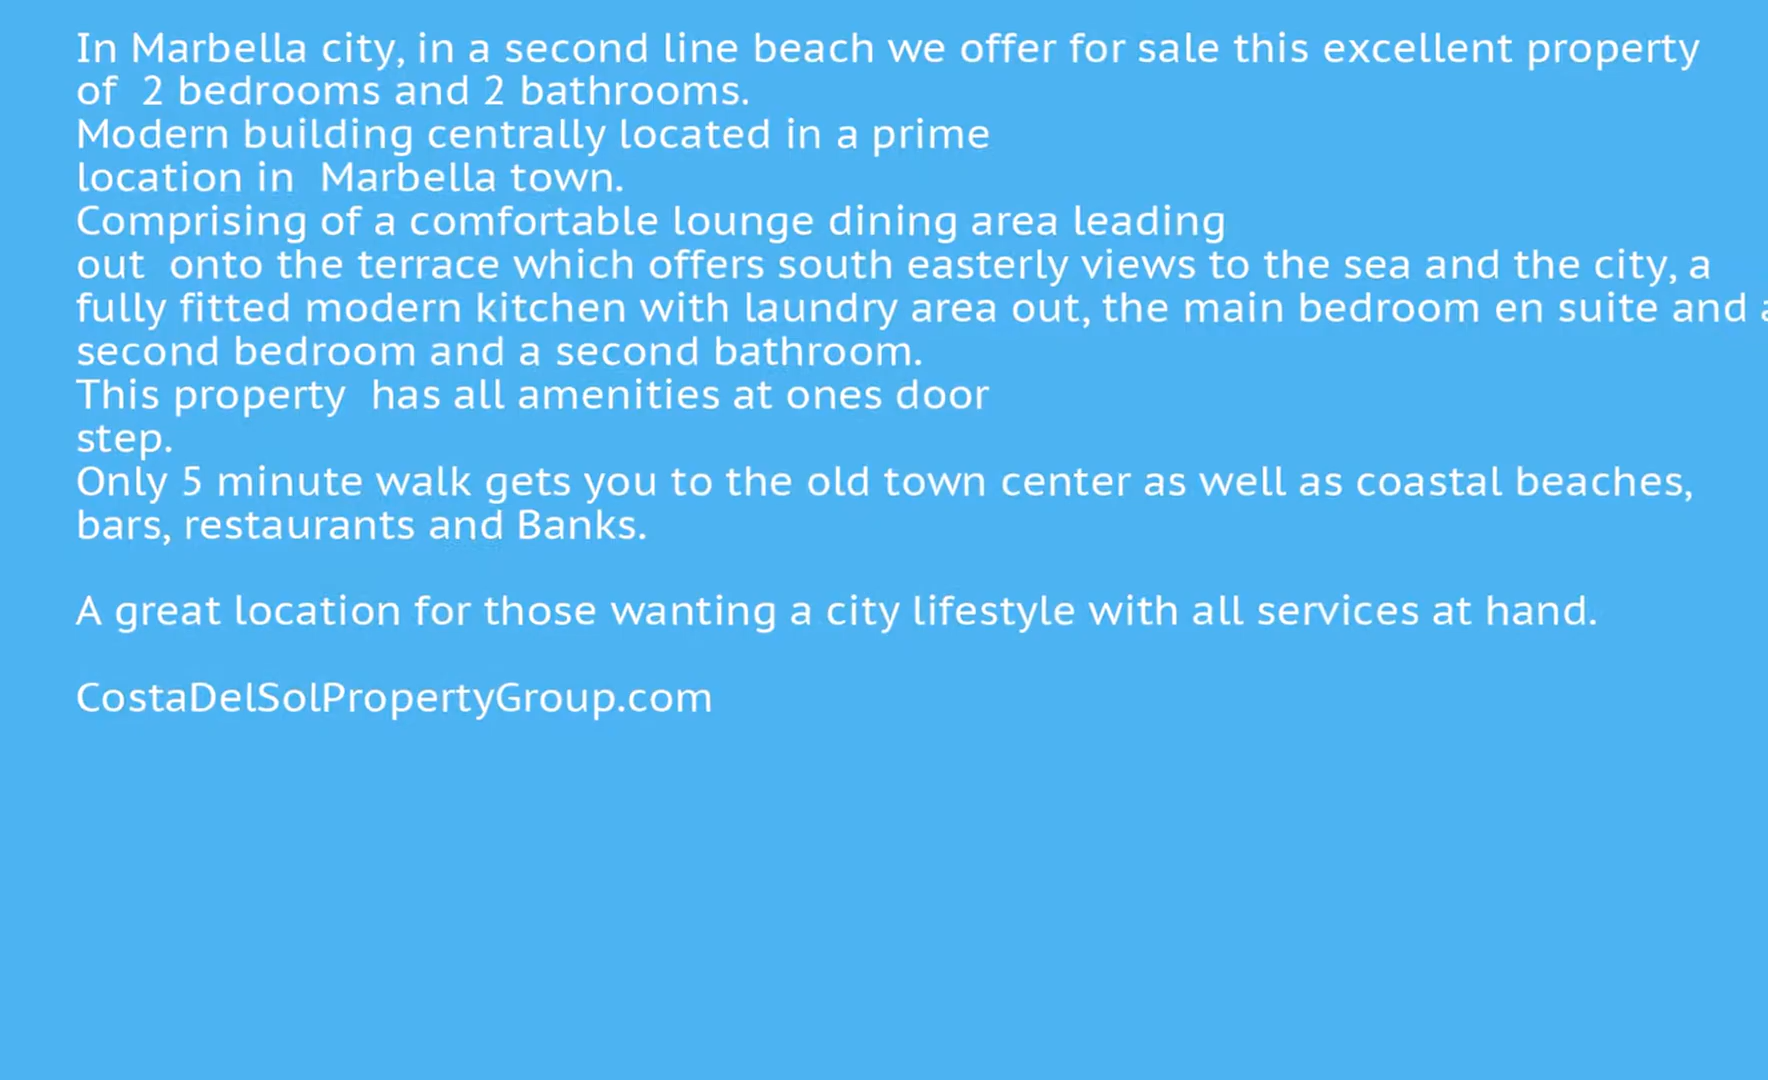 In Marbella city, in a second line beach we offer for sale this excellent property
of  2 bedrooms and 2 bathrooms.
Modern building centrally located in a prime
location in  Marbella town.
Comprising of a comfortable lounge dining area leading
out  onto the terrace which offers south easterly views to the sea and the city, a
fully fitted modern kitchen with laundry area out, the main bedroom en suite and a
second bedroom and a second bathroom.
This property  has all amenities at ones door
step.
Only 5 minute walk gets you to the old town center as well as coastal beaches,
bars, restaurants and Banks.
A great location for those wanting a city lifestyle with all services at hand.
CostaDelSolPropertyGroup.com